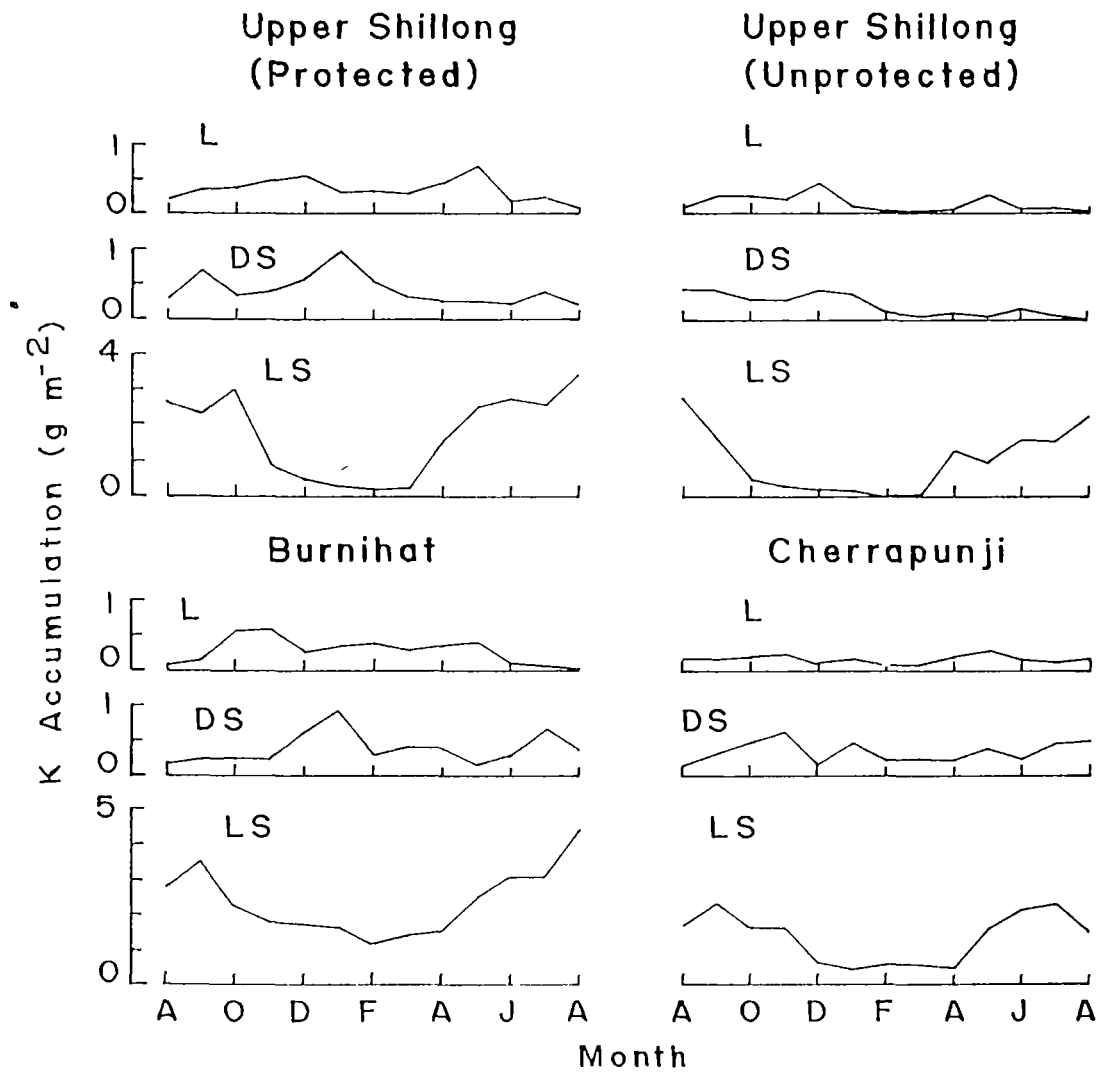 Upper Shillong
(Protected)
Upper Shillong
(Unprotected)
L
1
0
L
DS
1
0
DS
LS
4
0
LS
K Accumulation (g m⁻²)
Burnihat
Cherrapunji
L
1
0
L
DS
1
0
DS
LS
5
0
LS
A O D F A J A
A O D F A J A
Month